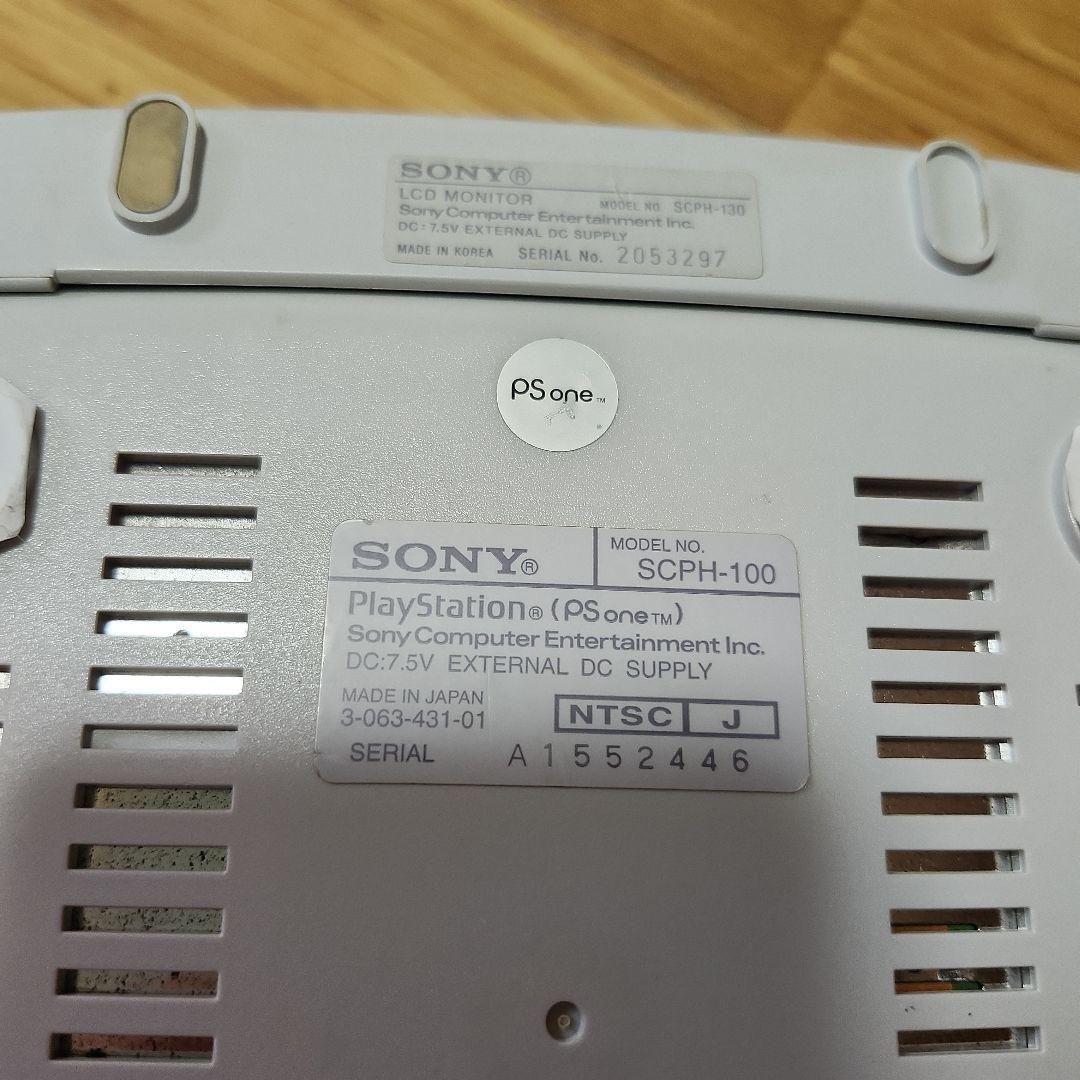 SONY®
LCD MONITOR MODEL NO. SCPH-130
Sony Computer Entertainment Inc.
DC:7.5V EXTERNAL DC SUPPLY
MADE IN KOREA SERIAL No. 2053297
PS one™
SONY® MODEL NO. SCPH-100
PlayStation® (PS one™)
Sony Computer Entertainment Inc.
DC:7.5V EXTERNAL DC SUPPLY
MADE IN JAPAN
3-063-431-01 NTSC J
SERIAL A1552446